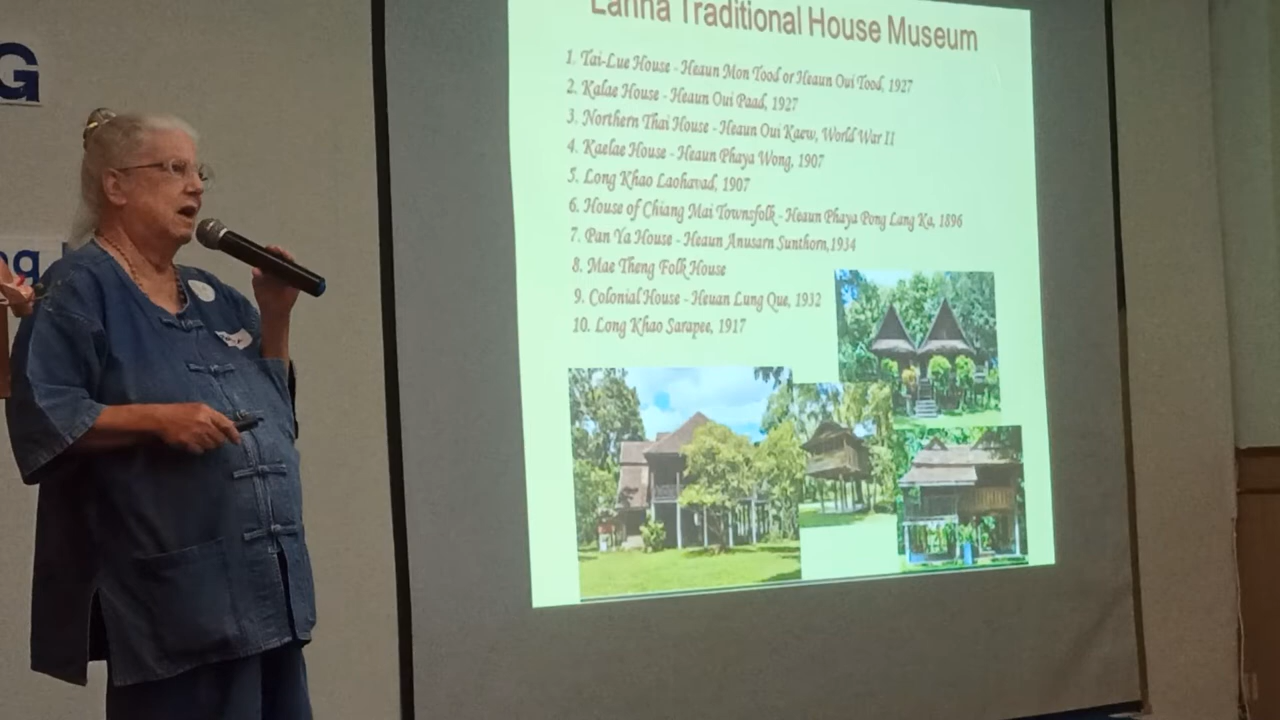 Lanna Traditional House Museum
1. Tai-Lue House - Heaun Mon Tood or Heaun Oui Tood, 1927
2. Kalae House - Heaun Oui Paad, 1927
3. Northern Thai House - Heaun Oui Kaew, World War II
4. Kaelae House - Heaun Phaya Wong, 1907
5. Long Khao Laohavad, 1907
6. House of Chiang Mai Townsfolk - Heaun Phaya Pong Lang Ka, 1896
7. Pan Ya House - Heaun Anusarn Sunthorn,1934
8. Mae Theng Folk House
9. Colonial House - Heuan Lung Que, 1932
10. Long Khao Sarapee, 1917
G